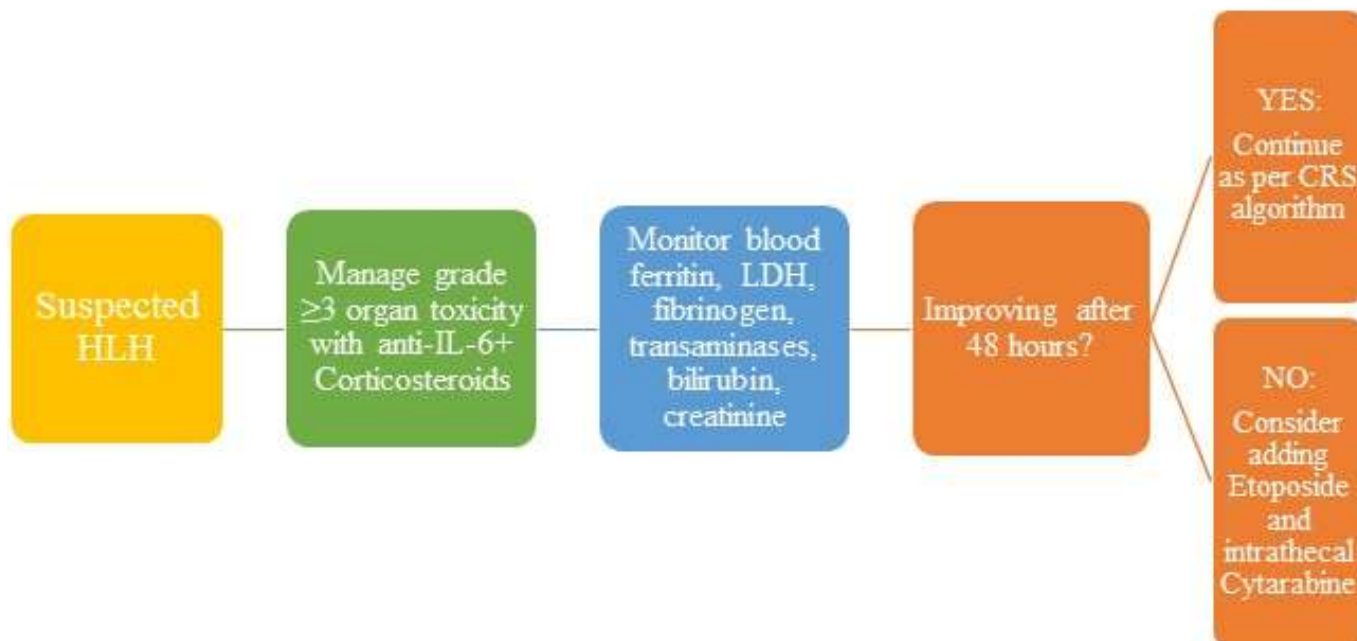 Suspected
HLH
Manage grade
≥3 organ toxicity
with anti-IL-6+
Corticosteroids
Monitor blood
ferritin, LDH,
fibrinogen,
transaminases,
bilirubin,
creatinine
Improving after
48 hours?
YES:
Continue
as per CRS
algorithm
NO:
Consider
adding
Etoposide
and
intrathecal
Cytarabine